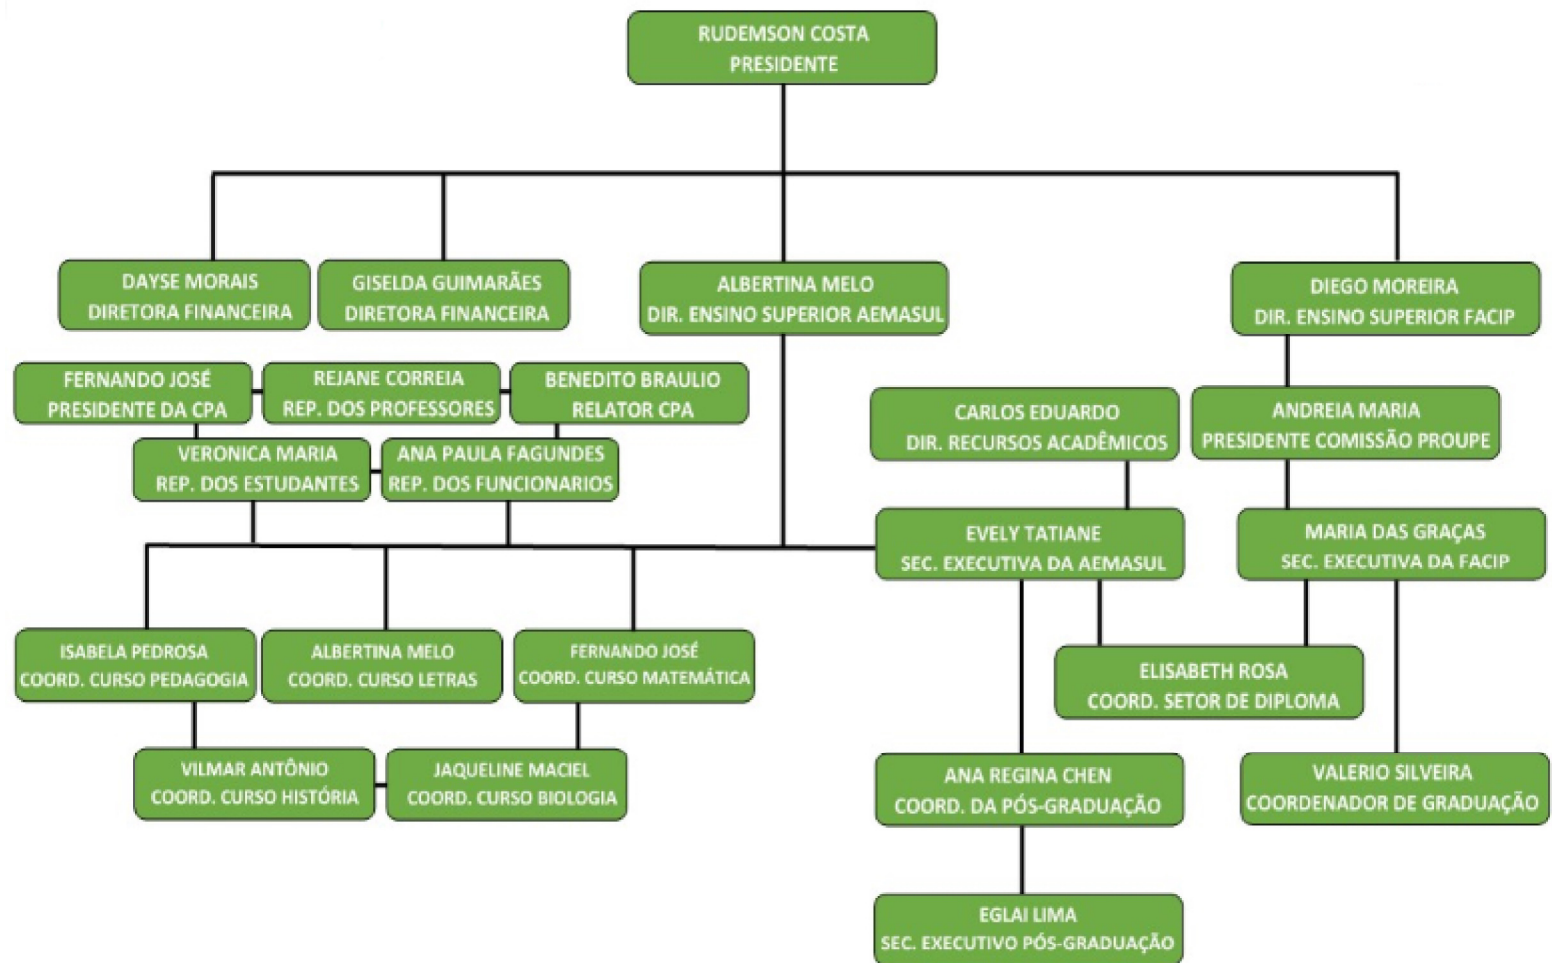 RUDEMSON COSTA
PRESIDENTE
DAYSE MORAIS
DIRETORA FINANCEIRA
GISELDA GUIMARÃES
DIRETORA FINANCEIRA
ALBERTINA MELO
DIR. ENSINO SUPERIOR AEMASUL
DIEGO MOREIRA
DIR. ENSINO SUPERIOR FACIP
FERNANDO JOSÉ
PRESIDENTE DA CPA
REJANE CORREIA
REP. DOS PROFESSORES
BENEDITO BRAULIO
RELATOR CPA
CARLOS EDUARDO
DIR. RECURSOS ACADÊMICOS
ANDREIA MARIA
PRESIDENTE COMISSÃO PROUPE
VERONICA MARIA
REP. DOS ESTUDANTES
ANA PAULA FAGUNDES
REP. DOS FUNCIONARIOS
EVELY TATIANE
SEC. EXECUTIVA DA AEMASUL
MARIA DAS GRAÇAS
SEC. EXECUTIVA DA FACIP
ISABELA PEDROSA
COORD. CURSO PEDAGOGIA
ALBERTINA MELO
COORD. CURSO LETRAS
FERNANDO JOSÉ
COORD. CURSO MATEMÁTICA
ELISABETH ROSA
COORD. SETOR DE DIPLOMA
VILMAR ANTÔNIO
COORD. CURSO HISTÓRIA
JAQUELINE MACIEL
COORD. CURSO BIOLOGIA
ANA REGINA CHEN
COORD. DA PÓS-GRADUAÇÃO
VALERIO SILVEIRA
COORDENADOR DE GRADUAÇÃO
EGLAI LIMA
SEC. EXECUTIVO PÓS-GRADUAÇÃO